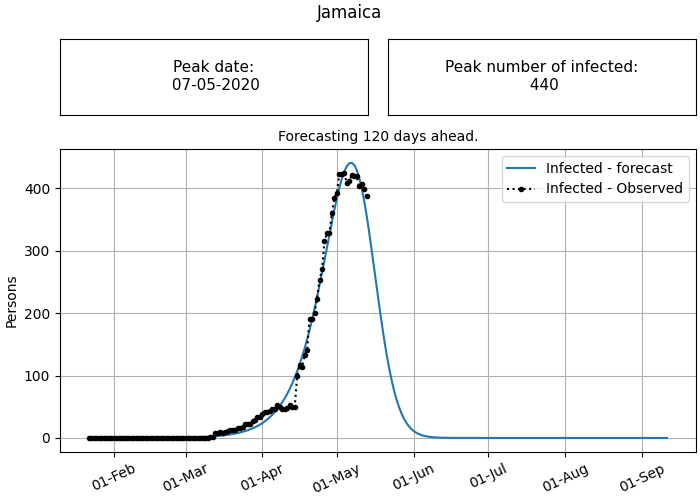 Jamaica
Peak date:
07-05-2020
Peak number of infected:
440
Forecasting 120 days ahead.
Infected - forecast
Infected - Observed
Persons
400
300
200
100
0
01-Feb
01-Mar
01-Apr
01-May
01-Jun
01-Jul
01-Aug
01-Sep